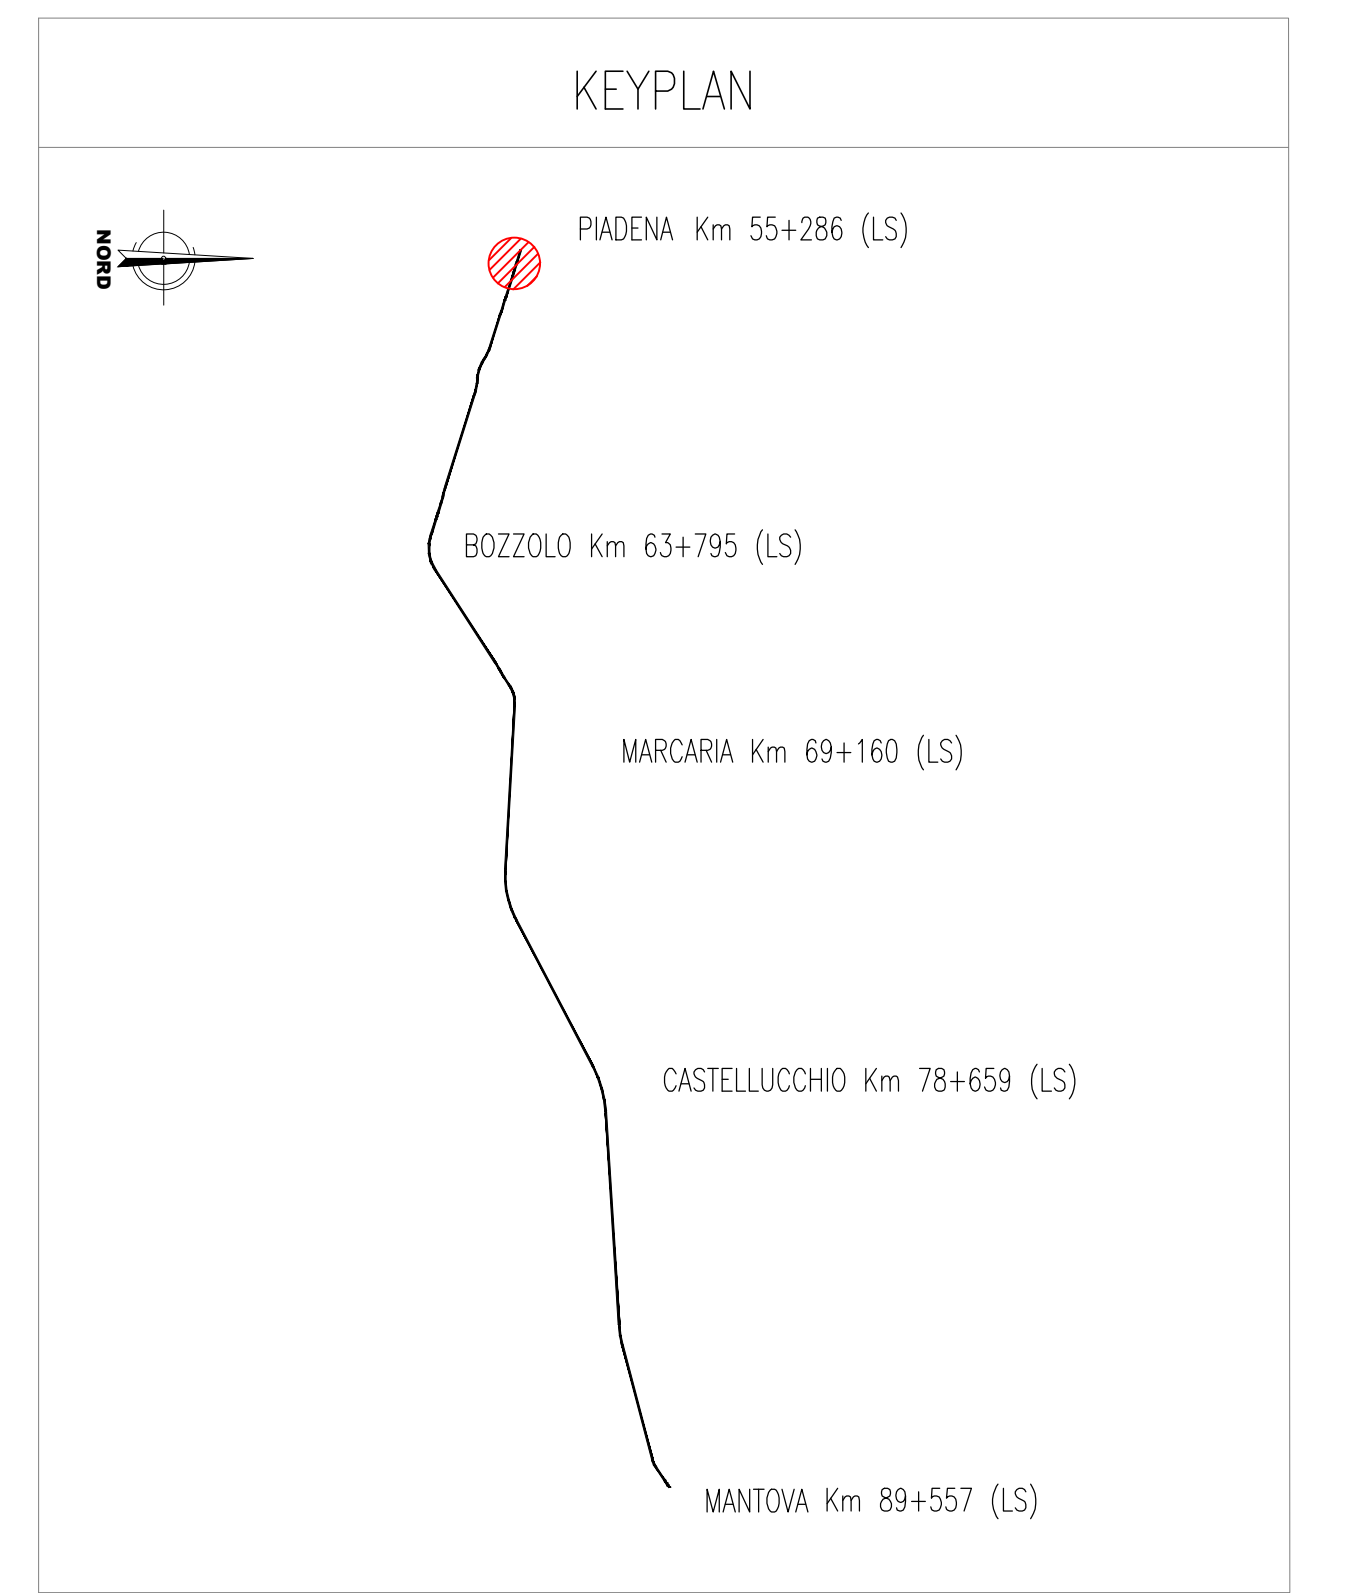 KEYPLAN
NORD
PIADENA Km 55+286 (LS)
BOZZOLO Km 63+795 (LS)
MARCARIA Km 69+160 (LS)
CASTELLUCCHIO Km 78+659 (LS)
MANTOVA Km 89+557 (LS)